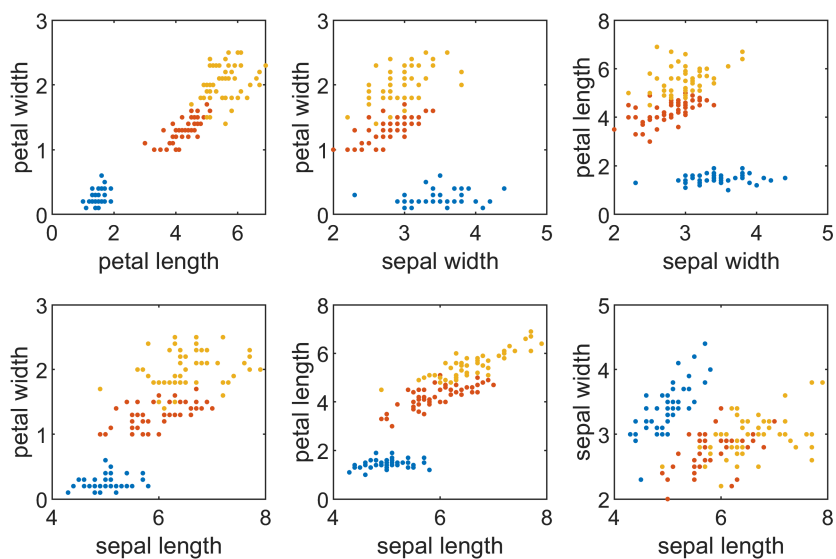 3
2
1
0
petal width
0 2 4 6
petal length
3
2
1
0
petal width
2 3 4 5
sepal width
8
6
4
2
0
petal length
2 3 4 5
sepal width
3
2
1
0
petal width
4 6 8
sepal length
8
6
4
2
0
petal length
4 6 8
sepal length
5
4
3
2
sepal width
4 6 8
sepal length